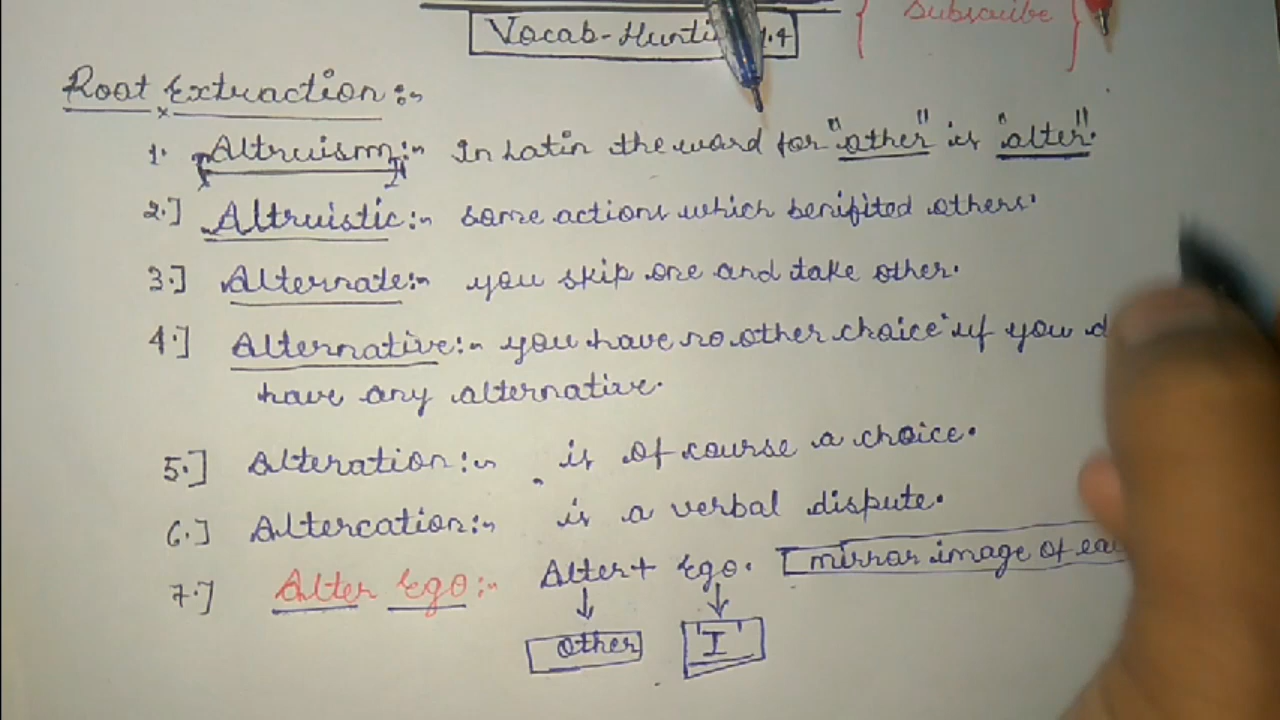 Vocab-Hunti
Subscribe
Root Extraction:-
1. Altruism:- In Latin the word for "other" is "alter".
2.] Altruistic:- some actions which benifited others.
3.] Alternate:- you skip one and take other.
4.] Alternative:- you have no other choice if you d
have any alternative.
5.] Alteration:- is of course a choice.
6.] Altercation:- is a verbal dispute.
7.] Alter Ego:- Alter + Ego. [mirrar image of ea
other 'I'